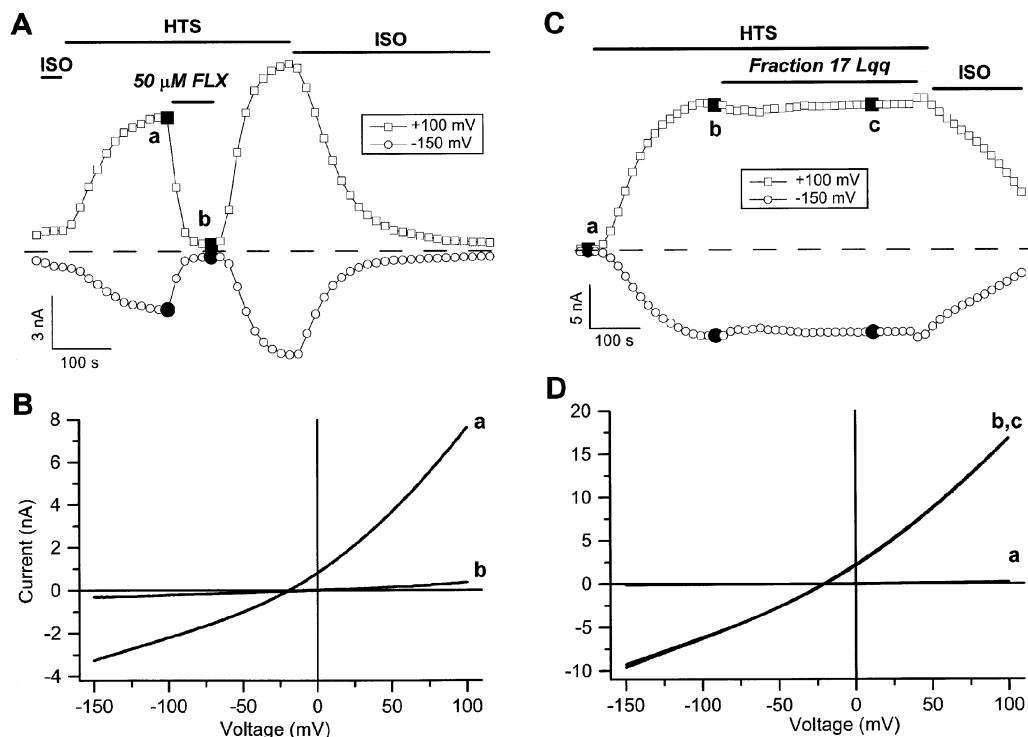 A
HTS
ISO
ISO
50 µM FLX
+100 mV
-150 mV
a
b
3 nA
100 s
C
HTS
Fraction 17 Lqq
ISO
b
c
+100 mV
-150 mV
a
5 nA
100 s
B
8
6
4
2
0
-2
-4
Current (nA)
a
b
-150
-100
-50
0
50
100
Voltage (mV)
D
20
15
10
5
0
-5
-10
b,c
a
-150
-100
-50
0
50
100
Voltage (mV)